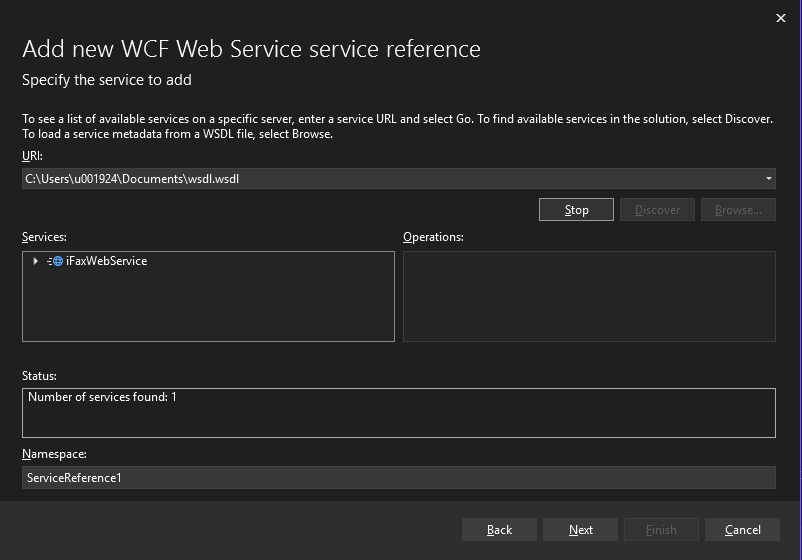 Add new WCF Web Service service reference
Specify the service to add
To see a list of available services on a specific server, enter a service URL and select Go. To find available services in the solution, select Discover.
To load a service metadata from a WSDL file, select Browse.
URI:
C:\Users\u001924\Documents\wsdl.wsdl
Stop Discover Browse...
Services: Operations:
iFaxWebService
Status:
Number of services found: 1
Namespace:
ServiceReference1
Back Next Finish Cancel